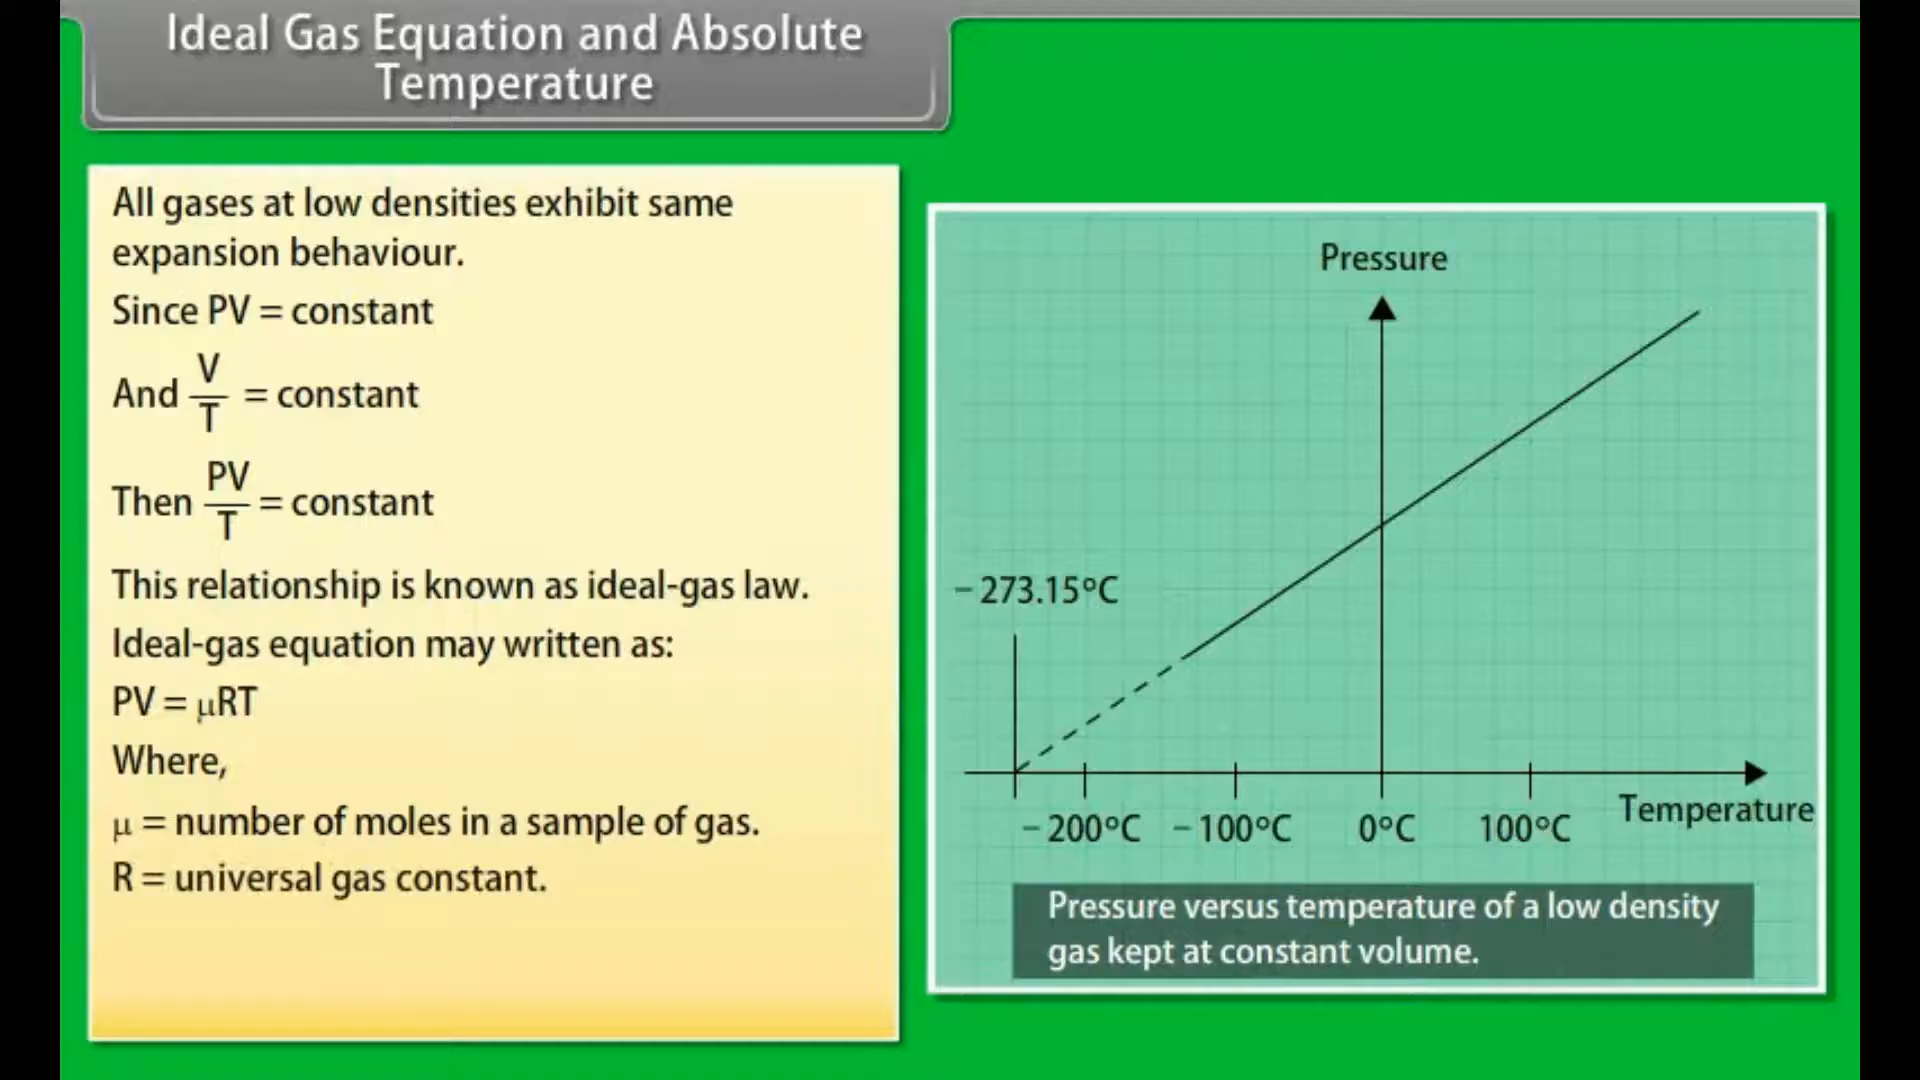 Ideal Gas Equation and Absolute
Temperature
All gases at low densities exhibit same
expansion behaviour.
Since PV = constant
And V/T = constant
Then PV/T = constant
This relationship is known as ideal-gas law.
Ideal-gas equation may written as:
PV = μRT
Where,
μ = number of moles in a sample of gas.
R = universal gas constant.
Pressure
– 273.15°C
Temperature
– 200°C – 100°C 0°C 100°C
Pressure versus temperature of a low density
gas kept at constant volume.